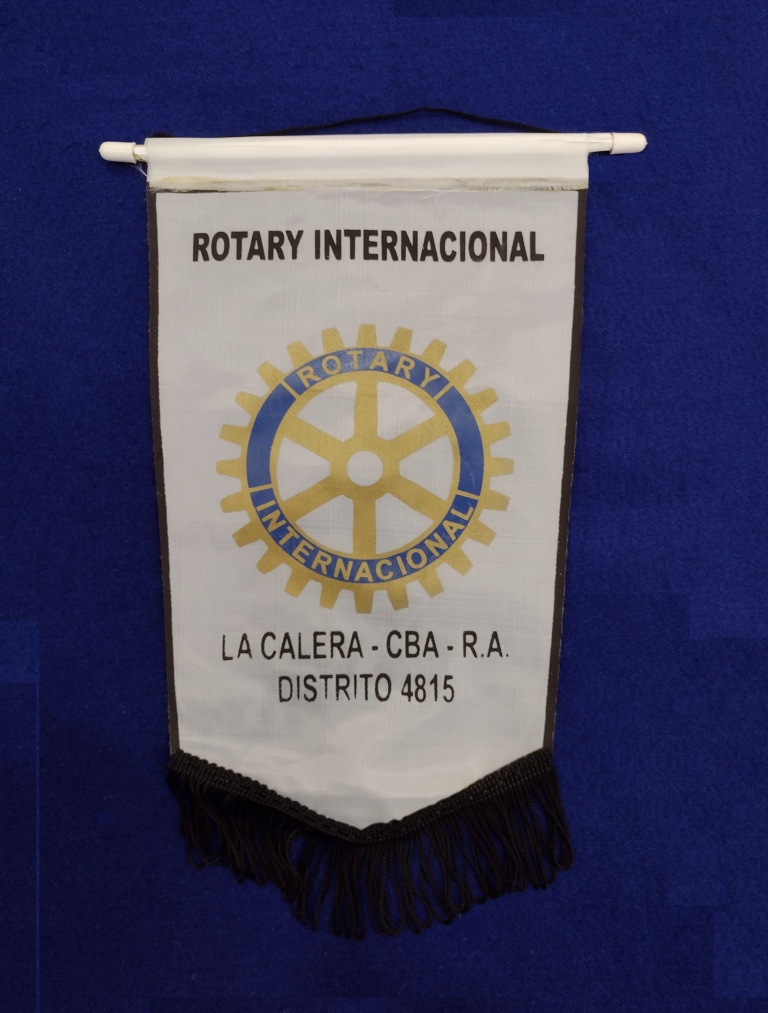 ROTARY INTERNACIONAL
ROTARY
INTERNACIONAL
LA CALERA - CBA - R.A.
DISTRITO 4815